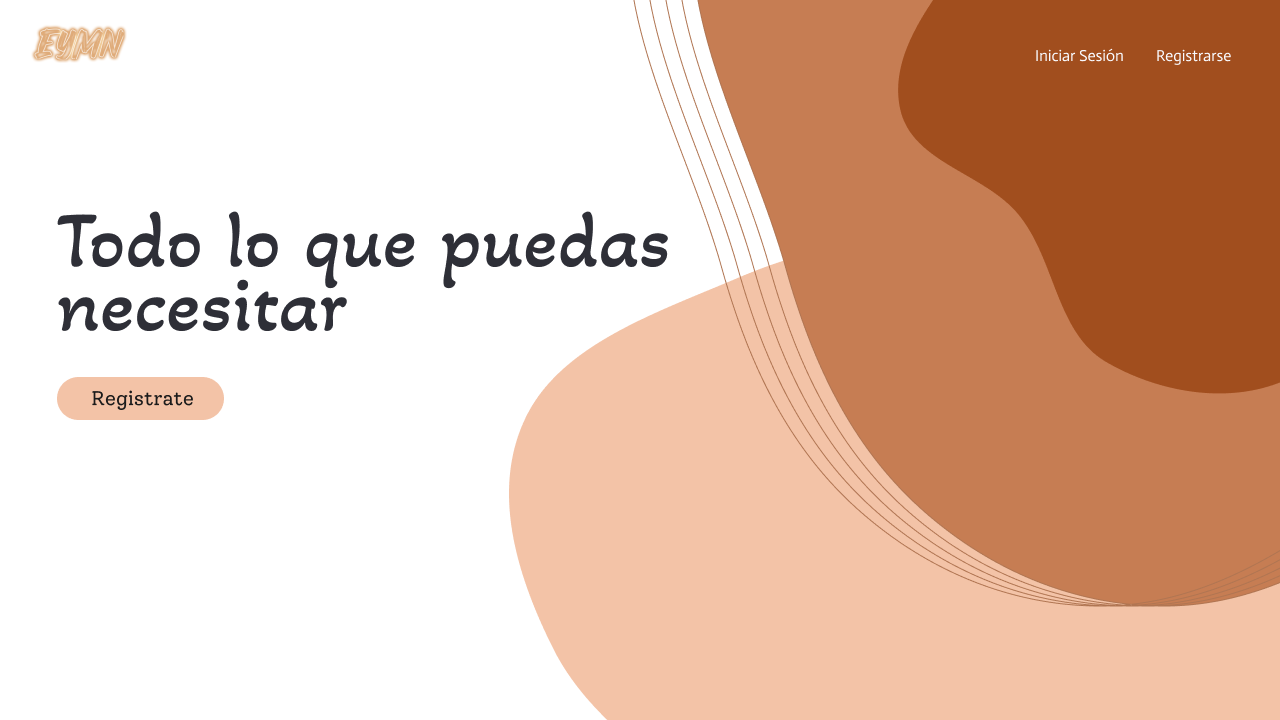 EYMN
Iniciar Sesión Registrarse
Todo lo que puedas
necesitar
Registrate